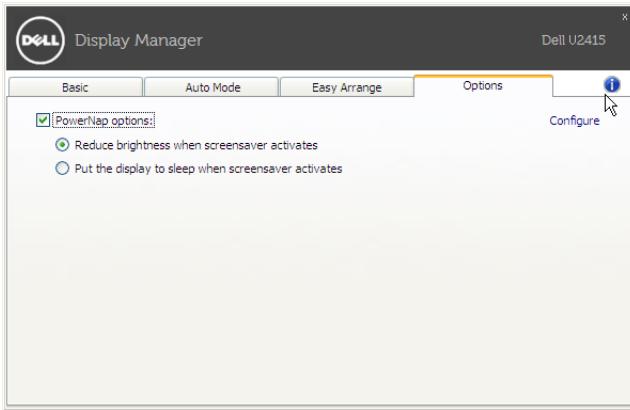 x
DELL Display Manager Dell U2415
Basic Auto Mode Easy Arrange Options i
PowerNap options: Configure
Reduce brightness when screensaver activates
Put the display to sleep when screensaver activates